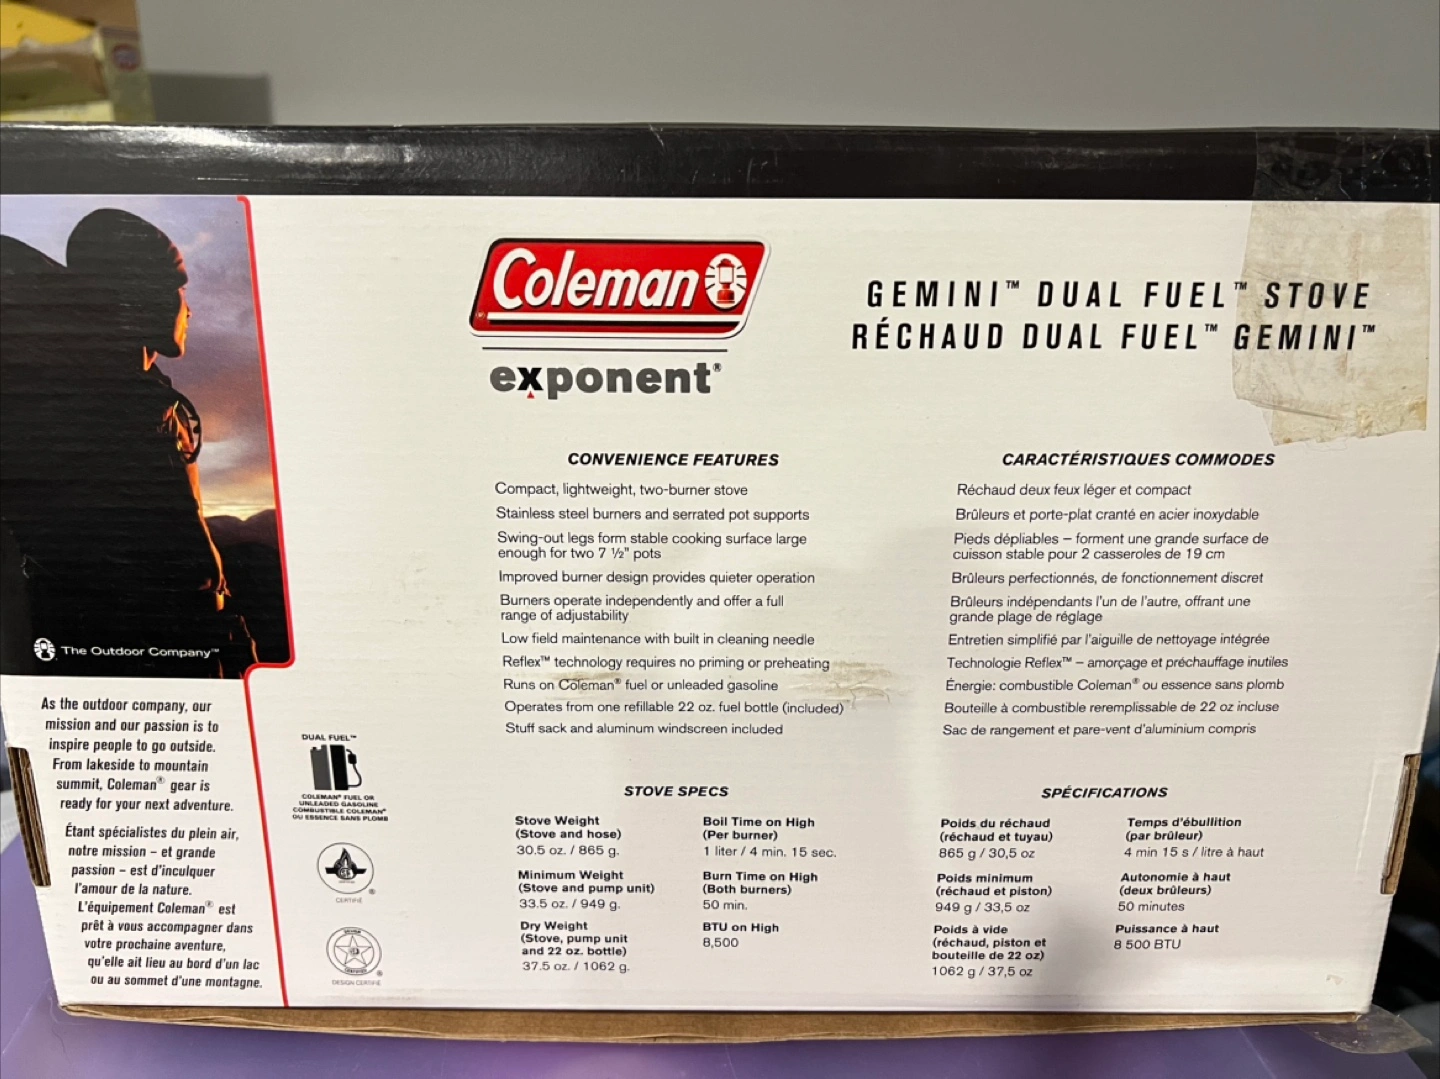 Coleman®
exponent®
GEMINI™ DUAL FUEL™ STOVE
RÉCHAUD DUAL FUEL™ GEMINI™
CONVENIENCE FEATURES
Compact, lightweight, two-burner stove
Stainless steel burners and serrated pot supports
Swing-out legs form stable cooking surface large
enough for two 7 ½" pots
Improved burner design provides quieter operation
Burners operate independently and offer a full
range of adjustability
Low field maintenance with built in cleaning needle
Reflex™ technology requires no priming or preheating
Runs on Coleman® fuel or unleaded gasoline
Operates from one refillable 22 oz. fuel bottle (included)
Stuff sack and aluminum windscreen included
CARACTÉRISTIQUES COMMODES
Réchaud deux feux léger et compact
Brûleurs et porte-plat cranté en acier inoxydable
Pieds dépliables – forment une grande surface de
cuisson stable pour 2 casseroles de 19 cm
Brûleurs perfectionnés, de fonctionnement discret
Brûleurs indépendants l'un de l'autre, offrant une
grande plage de réglage
Entretien simplifié par l'aiguille de nettoyage intégrée
Technologie Reflex™ – amorçage et préchauffage inutiles
Énergie: combustible Coleman® ou essence sans plomb
Bouteille à combustible reremplissable de 22 oz incluse
Sac de rangement et pare-vent d'aluminium compris
The Outdoor Company™
As the outdoor company, our
mission and our passion is to
inspire people to go outside.
From lakeside to mountain
summit, Coleman® gear is
ready for your next adventure.
Étant spécialistes du plein air,
notre mission – et grande
passion – est d'inculquer
l'amour de la nature.
L'équipement Coleman® est
prêt à vous accompagner dans
votre prochaine aventure,
qu'elle ait lieu au bord d'un lac
ou au sommet d'une montagne.
DUAL FUEL™
COLEMAN® FUEL OR
UNLEADED GASOLINE
COMBUSTIBLE COLEMAN®
OU ESSENCE SANS PLOMB
CERTIFIÉ
DESIGN CERTIFIÉ
STOVE SPECS
Stove Weight
(Stove and hose)
30.5 oz. / 865 g.
Minimum Weight
(Stove and pump unit)
33.5 oz. / 949 g.
Dry Weight
(Stove, pump unit
and 22 oz. bottle)
37.5 oz. / 1062 g.
Boil Time on High
(Per burner)
1 liter / 4 min. 15 sec.
Burn Time on High
(Both burners)
50 min.
BTU on High
8,500
SPÉCIFICATIONS
Poids du réchaud
(réchaud et tuyau)
865 g / 30,5 oz
Poids minimum
(réchaud et piston)
949 g / 33,5 oz
Poids à vide
(réchaud, piston et
bouteille de 22 oz)
1062 g / 37,5 oz
Temps d'ébullition
(par brûleur)
4 min 15 s / litre à haut
Autonomie à haut
(deux brûleurs)
50 minutes
Puissance à haut
8 500 BTU